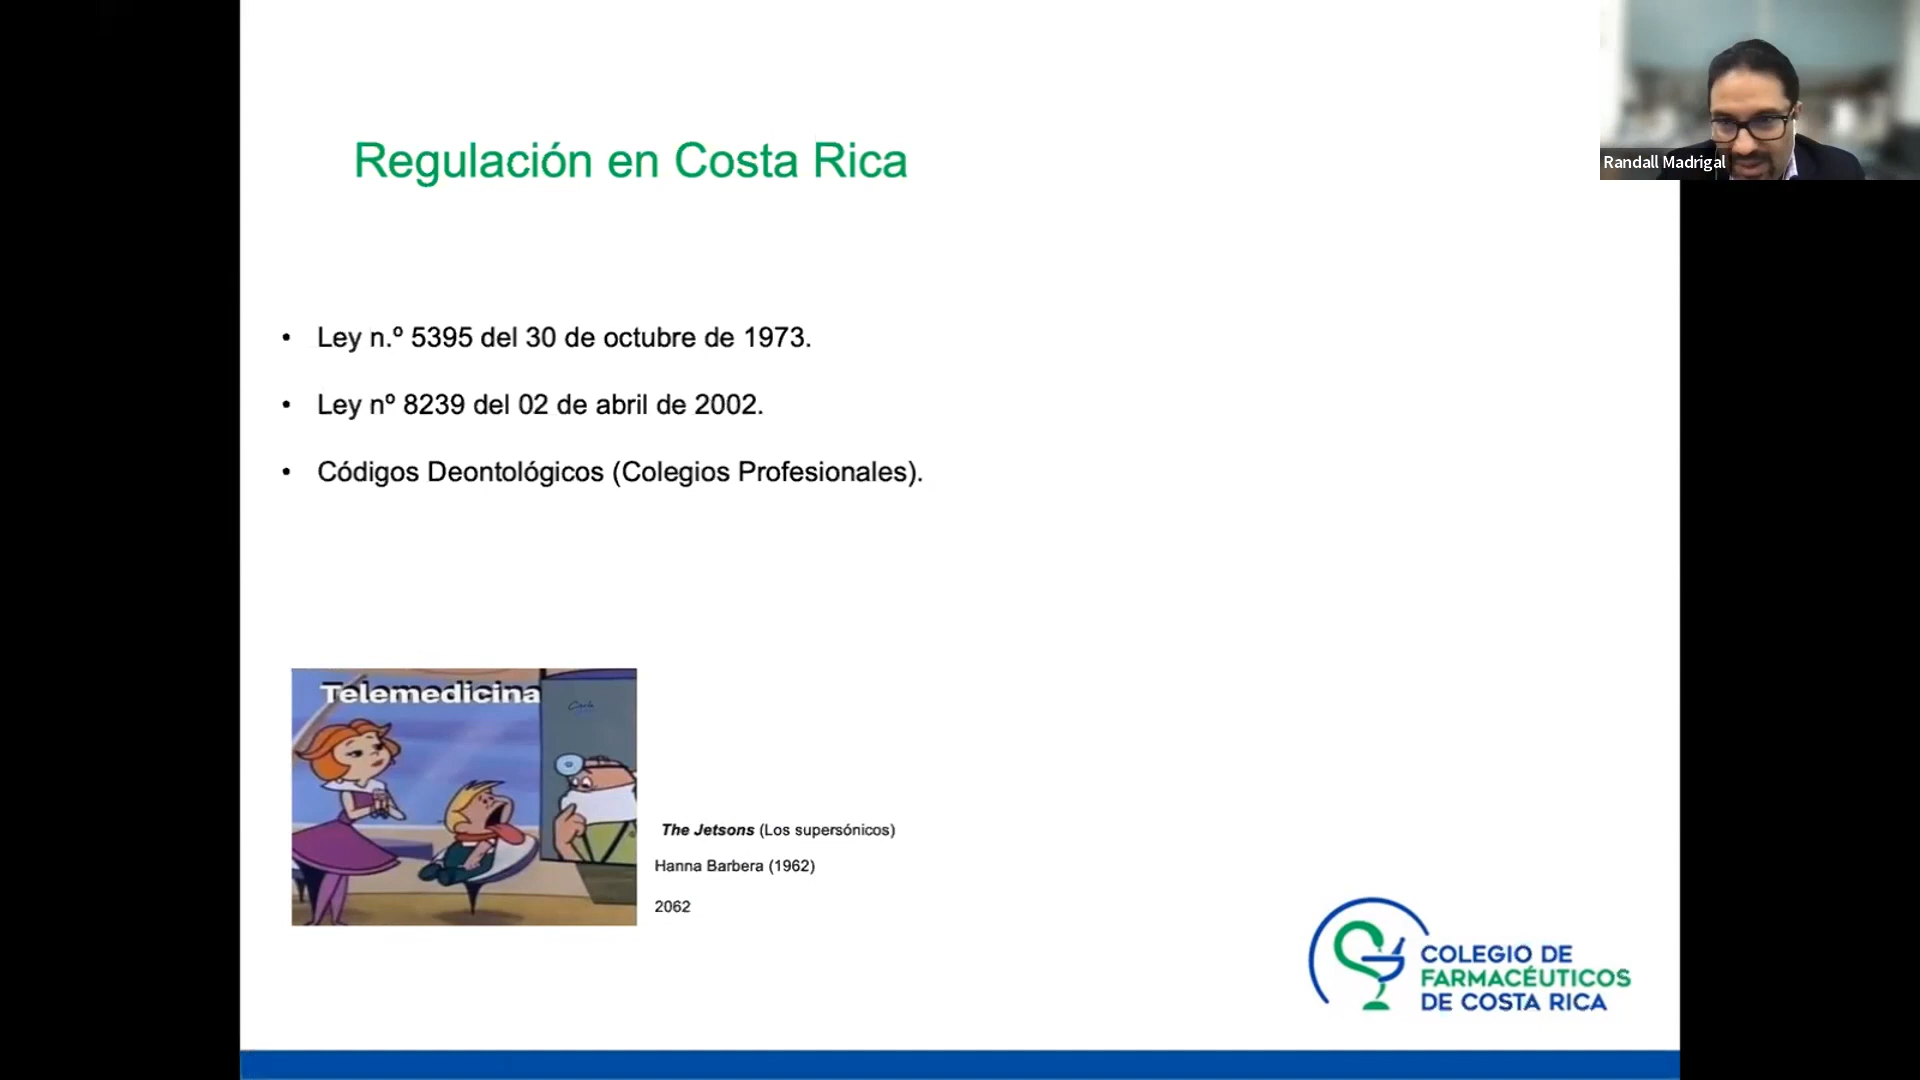 Regulación en Costa Rica
Randall Madrigal
• Ley n.º 5395 del 30 de octubre de 1973.
• Ley nº 8239 del 02 de abril de 2002.
• Códigos Deontológicos (Colegios Profesionales).
Telemedicina
The Jetsons (Los supersónicos)
Hanna Barbera (1962)
2062
COLEGIO DE
FARMACÉUTICOS
DE COSTA RICA